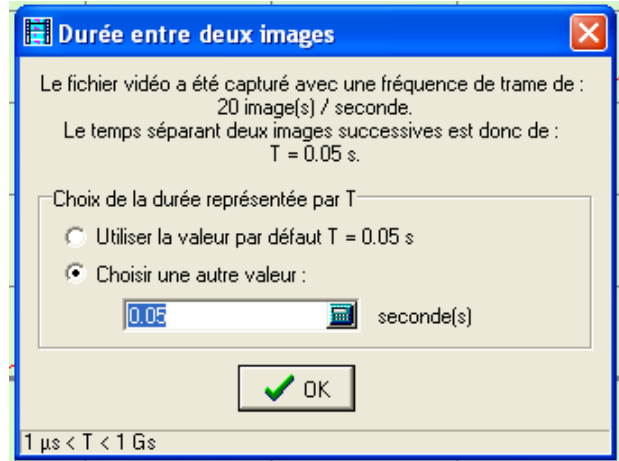 Durée entre deux images
Le fichier vidéo a été capturé avec une fréquence de trame de :
20 image(s) / seconde.
Le temps séparant deux images successives est donc de :
T = 0.05 s.
Choix de la durée représentée par T
Utiliser la valeur par défaut T = 0.05 s
Choisir une autre valeur :
0.05 seconde(s)
OK
1 µs < T < 1 Gs